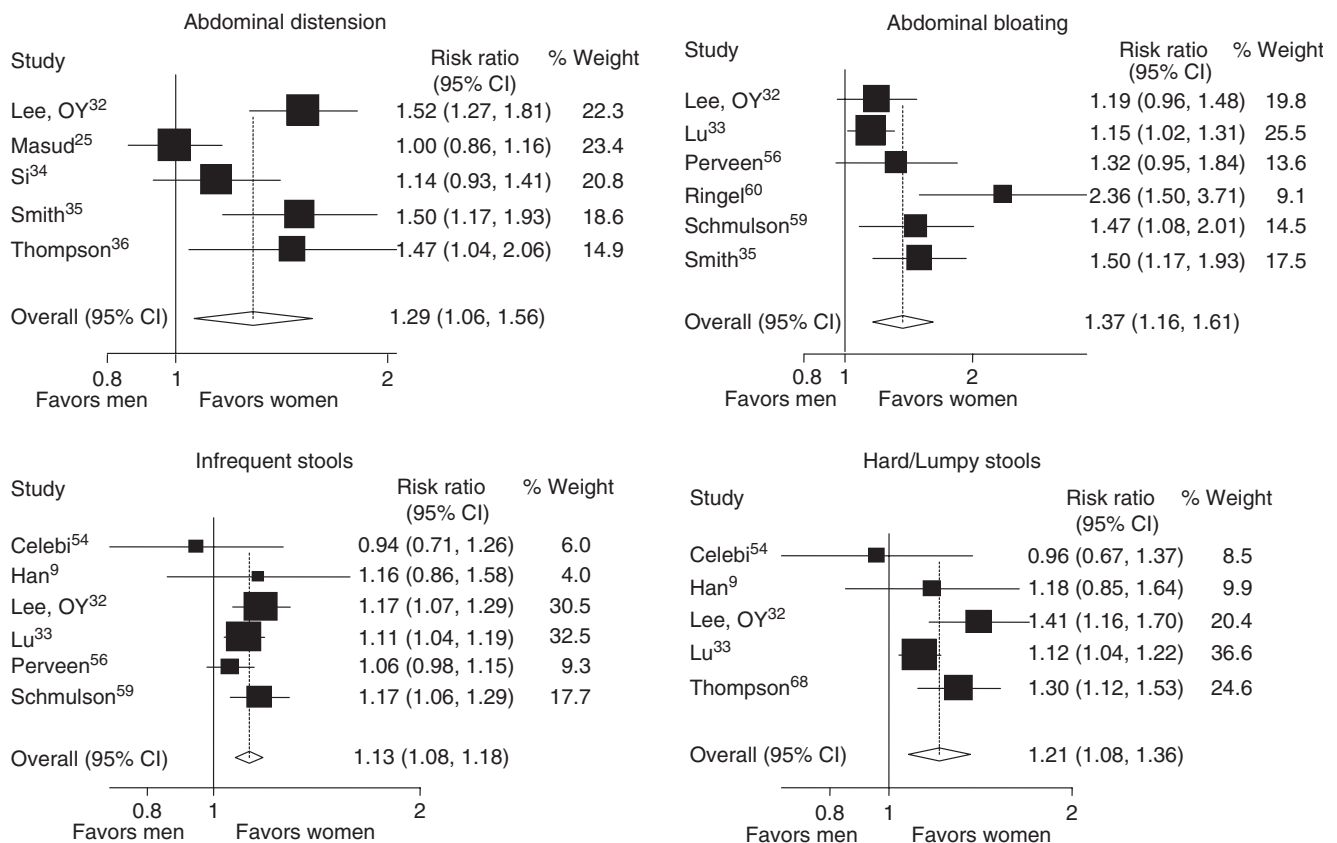 Abdominal distension
Study Risk ratio % Weight
(95% CI)
Lee, OY32 1.52 (1.27, 1.81) 22.3
Masud25 1.00 (0.86, 1.16) 23.4
Si34 1.14 (0.93, 1.41) 20.8
Smith35 1.50 (1.17, 1.93) 18.6
Thompson36 1.47 (1.04, 2.06) 14.9
Overall (95% CI) 1.29 (1.06, 1.56)
0.8 1 2
Favors men Favors women
Abdominal bloating
Study Risk ratio % Weight
(95% CI)
Lee, OY32 1.19 (0.96, 1.48) 19.8
Lu33 1.15 (1.02, 1.31) 25.5
Perveen56 1.32 (0.95, 1.84) 13.6
Ringel60 2.36 (1.50, 3.71) 9.1
Schmulson59 1.47 (1.08, 2.01) 14.5
Smith35 1.50 (1.17, 1.93) 17.5
Overall (95% CI) 1.37 (1.16, 1.61)
0.8 1 2
Favors men Favors women
Infrequent stools
Study Risk ratio % Weight
(95% CI)
Celebi54 0.94 (0.71, 1.26) 6.0
Han9 1.16 (0.86, 1.58) 4.0
Lee, OY32 1.17 (1.07, 1.29) 30.5
Lu33 1.11 (1.04, 1.19) 32.5
Perveen56 1.06 (0.98, 1.15) 9.3
Schmulson59 1.17 (1.06, 1.29) 17.7
Overall (95% CI) 1.13 (1.08, 1.18)
0.8 1 2
Favors men Favors women
Hard/Lumpy stools
Study Risk ratio % Weight
(95% CI)
Celebi54 0.96 (0.67, 1.37) 8.5
Han9 1.18 (0.85, 1.64) 9.9
Lee, OY32 1.41 (1.16, 1.70) 20.4
Lu33 1.12 (1.04, 1.22) 36.6
Thompson68 1.30 (1.12, 1.53) 24.6
Overall (95% CI) 1.21 (1.08, 1.36)
0.8 1 2
Favors men Favors women